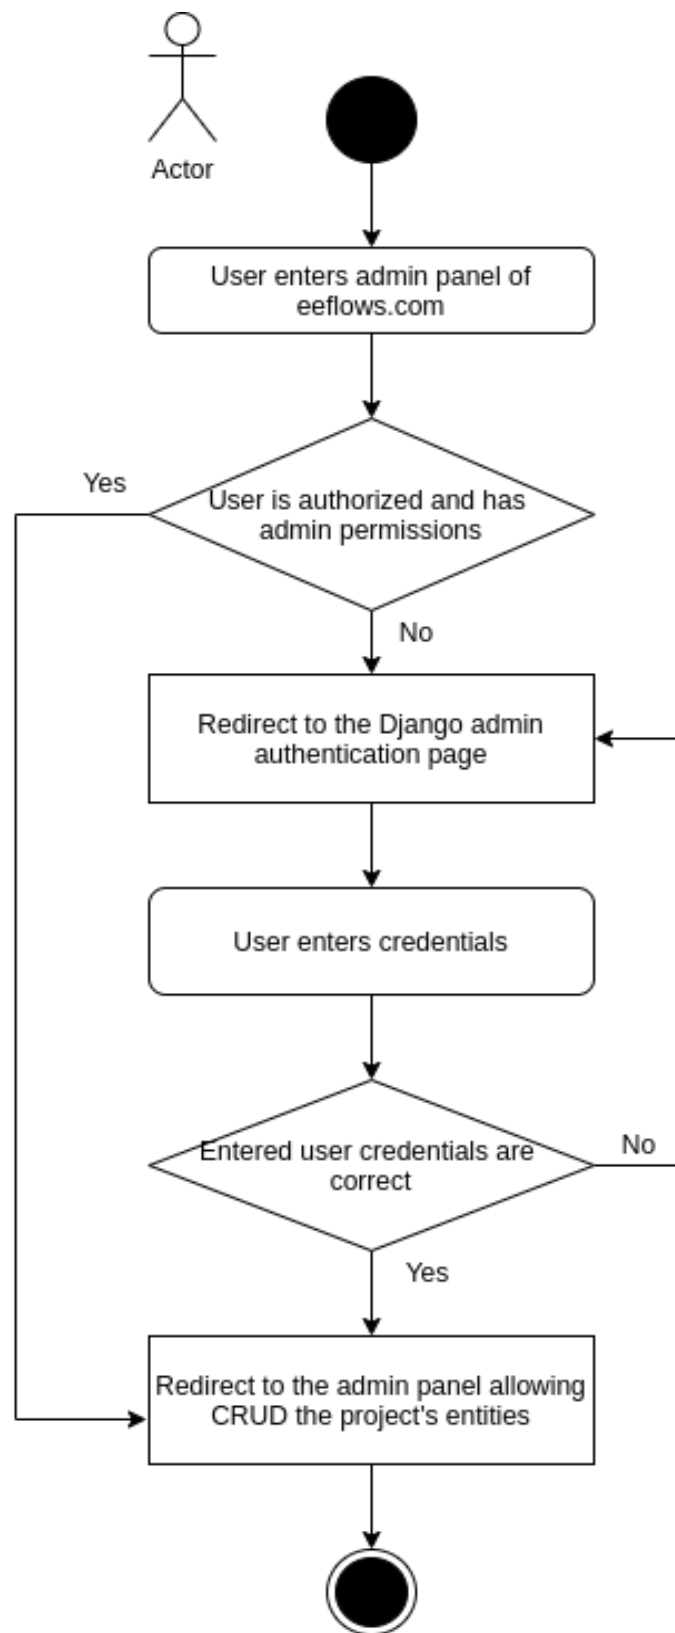 Actor
User enters admin panel of
eeflows.com
Yes
User is authorized and has
admin permissions
No
Redirect to the Django admin
authentication page
User enters credentials
Entered user credentials are
correct
No
Yes
Redirect to the admin panel allowing
CRUD the project's entities